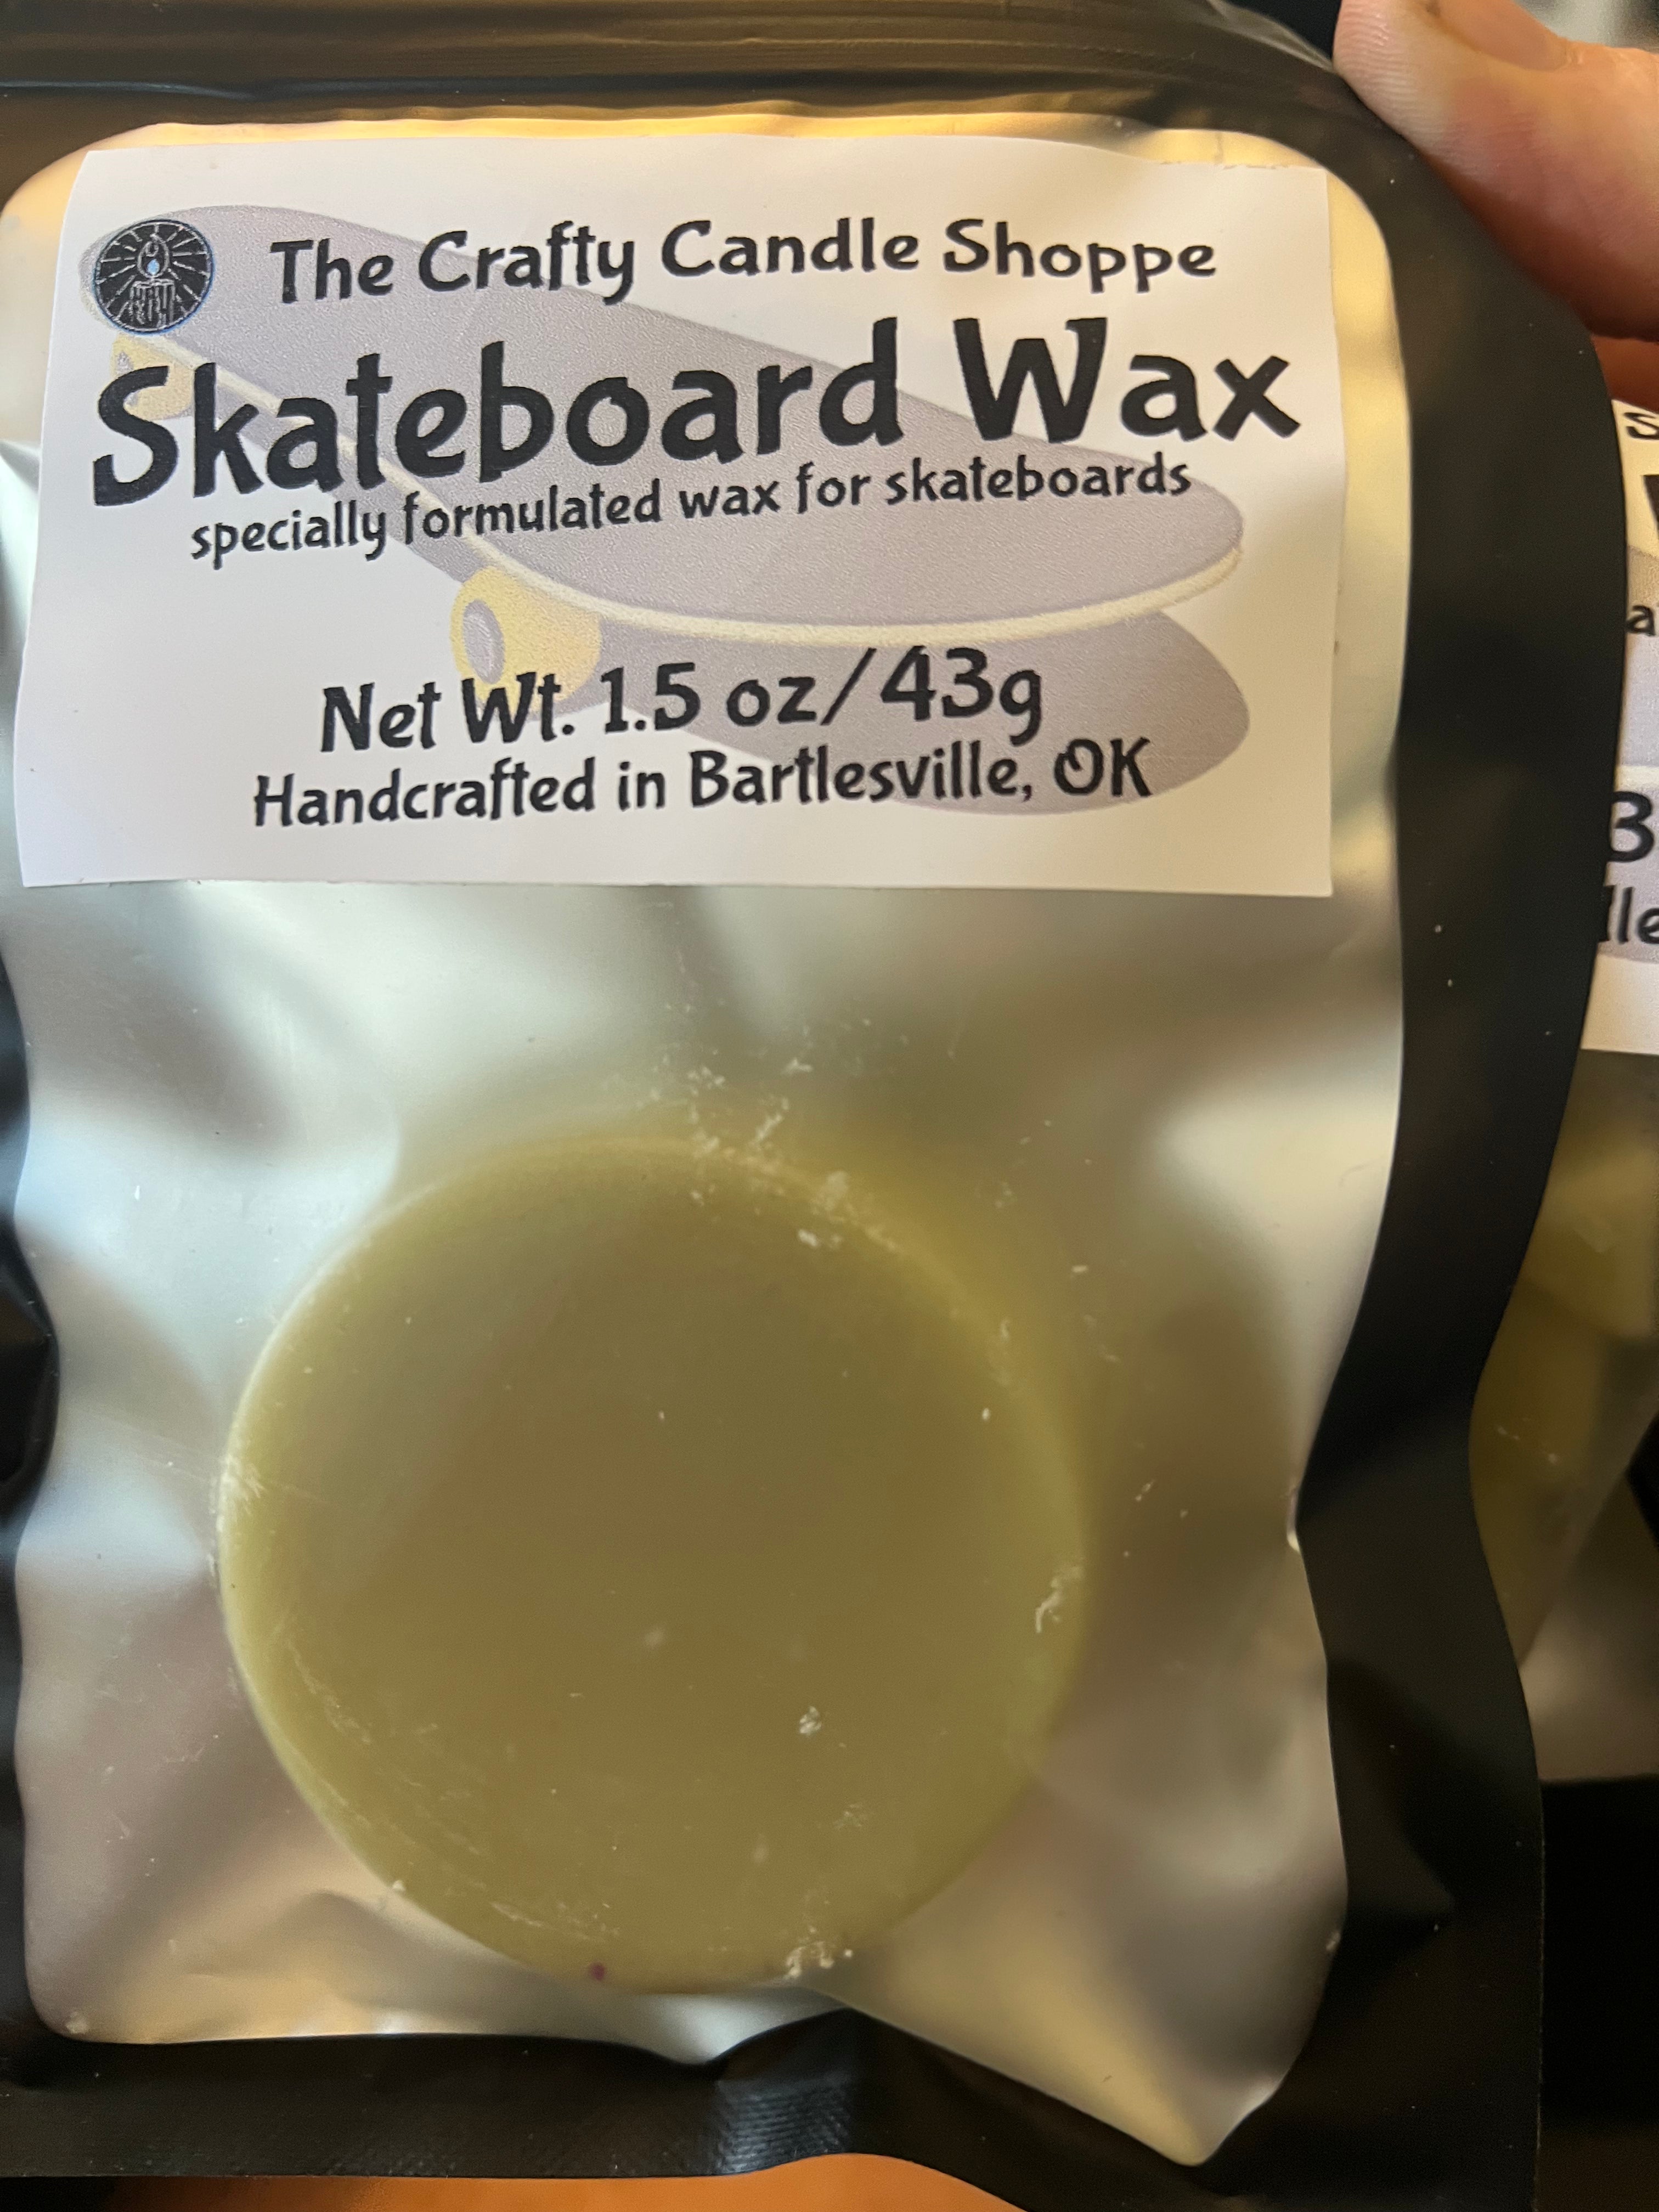 The Crafty Candle Shoppe
Skateboard Wax
specially formulated wax for skateboards
Net Wt. 1.5 oz/43g
Handcrafted in Bartlesville, OK